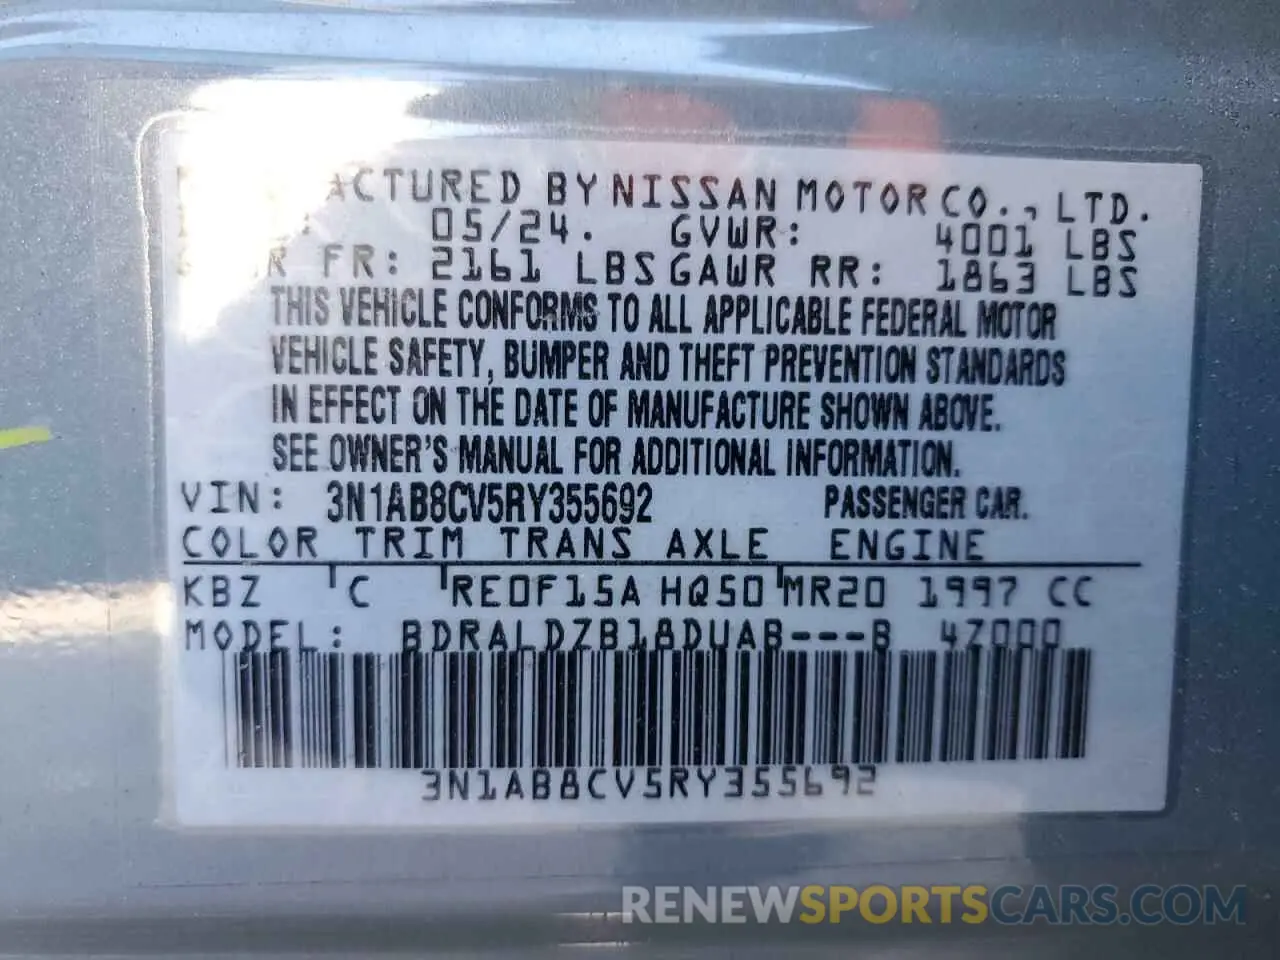 ACTURED BY NISSAN MOTOR CO., LTD.
05/24. GVWR: 4001 LBS
R FR: 2161 LBS GAWR RR: 1863 LBS
THIS VEHICLE CONFORMS TO ALL APPLICABLE FEDERAL MOTOR
VEHICLE SAFETY, BUMPER AND THEFT PREVENTION STANDARDS
IN EFFECT ON THE DATE OF MANUFACTURE SHOWN ABOVE.
SEE OWNER'S MANUAL FOR ADDITIONAL INFORMATION.
VIN: 3N1AB8CV5RY355692 PASSENGER CAR.
COLOR TRIM TRANS AXLE ENGINE
KBZ C RE0F15A HQ50 MR20 1997 CC
MODEL: BDRALDZB18DUAB---B 4Z000
3N1AB8CV5RY355692
RENEWSPORTSCARS.COM